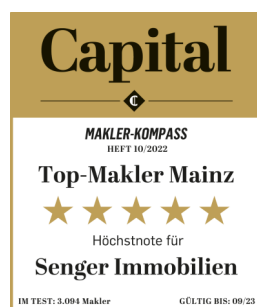 Capital
MAKLER-KOMPASS
HEFT 10/2022
Top-Makler Mainz
Höchstnote für
Senger Immobilien
IM TEST: 3.094 Makler GÜLTIG BIS: 09/23